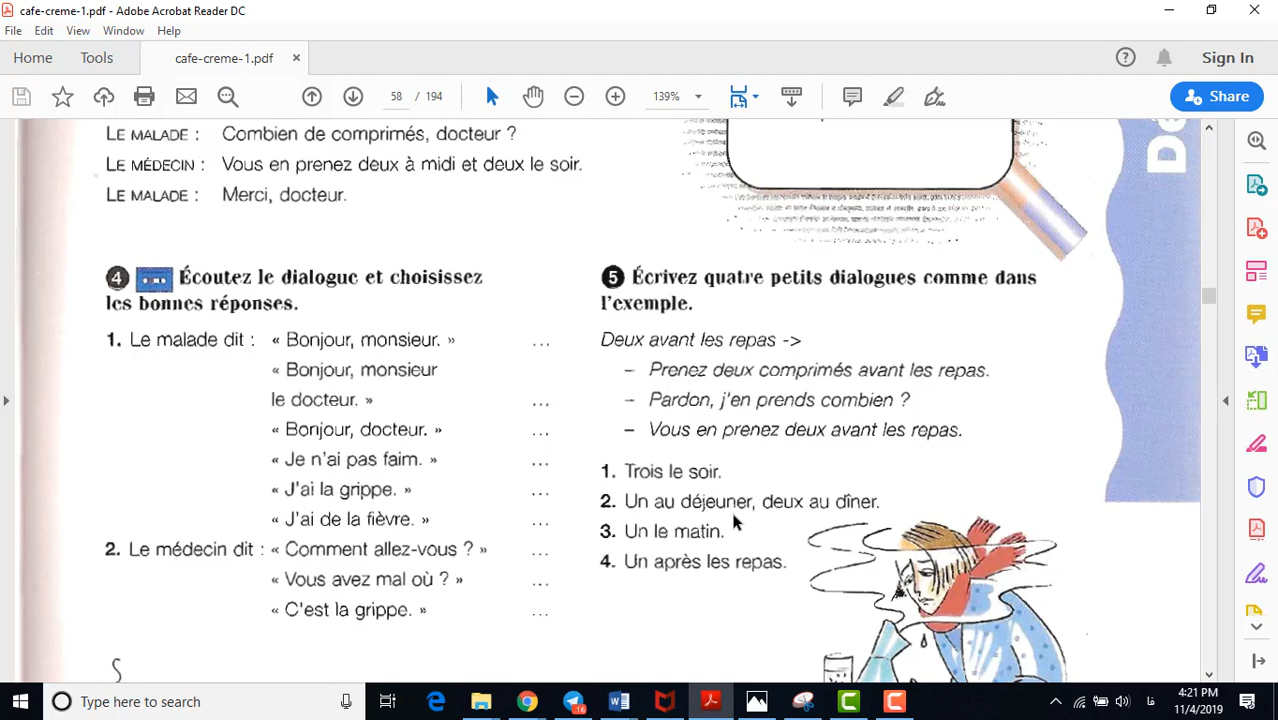 cafe-creme-1.pdf - Adobe Acrobat Reader DC
File Edit View Window Help
Home Tools cafe-creme-1.pdf Sign In
58 / 194 139% Share
LE MALADE : Combien de comprimés, docteur ?
LE MÉDECIN : Vous en prenez deux à midi et deux le soir.
LE MALADE : Merci, docteur.
4 Écoutez le dialogue et choisissez
les bonnes réponses.
1. Le malade dit : « Bonjour, monsieur. » ...
« Bonjour, monsieur
le docteur. » ...
« Bonjour, docteur. » ...
« Je n'ai pas faim. » ...
« J'ai la grippe. » ...
« J'ai de la fièvre. » ...
2. Le médecin dit : « Comment allez-vous ? » ...
« Vous avez mal où ? » ...
« C'est la grippe. » ...
5 Écrivez quatre petits dialogues comme dans
l'exemple.
Deux avant les repas ->
– Prenez deux comprimés avant les repas.
– Pardon, j'en prends combien ?
– Vous en prenez deux avant les repas.
1. Trois le soir.
2. Un au déjeuner, deux au dîner.
3. Un le matin.
4. Un après les repas.
Dé
Type here to search
16
فا
4:21 PM
11/4/2019